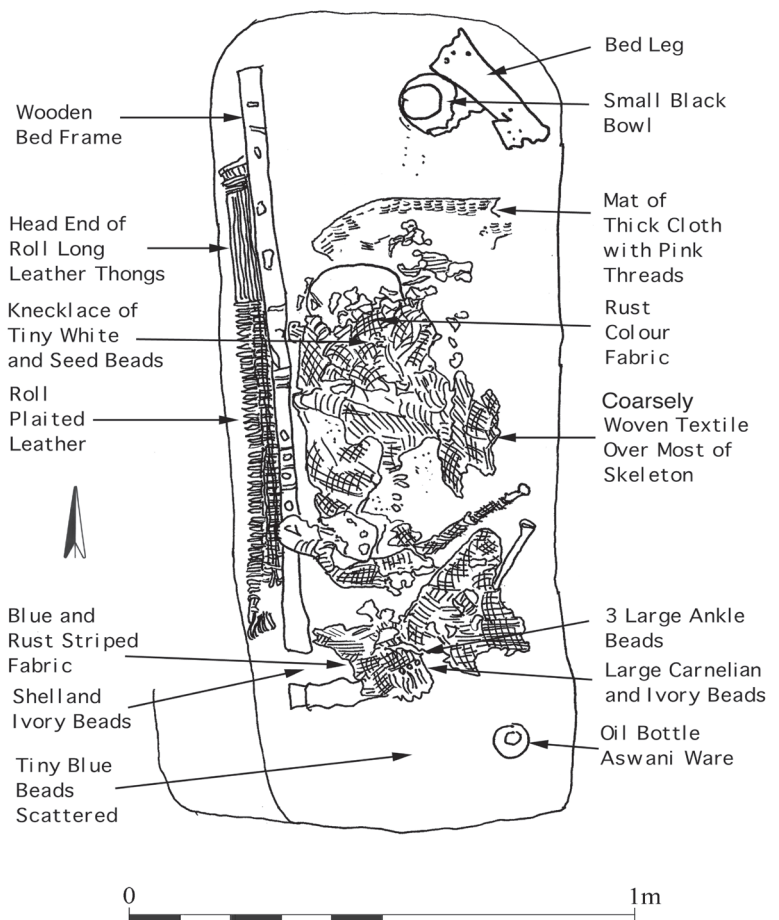 Wooden
Bed Frame
Head End of
Roll Long
Leather Thongs
Knecklace of
Tiny White
and Seed Beads
Roll
Plaited
Leather
Blue and
Rust Striped
Fabric
Shelland
Ivory Beads
Tiny Blue
Beads
Scattered
Bed Leg
Small Black
Bowl
Mat of
Thick Cloth
with Pink
Threads
Rust
Colour
Fabric
Coarsely
Woven Textile
Over Most of
Skeleton
3 Large Ankle
Beads
Large Carnelian
and Ivory Beads
Oil Bottle
Aswani Ware
0 1m